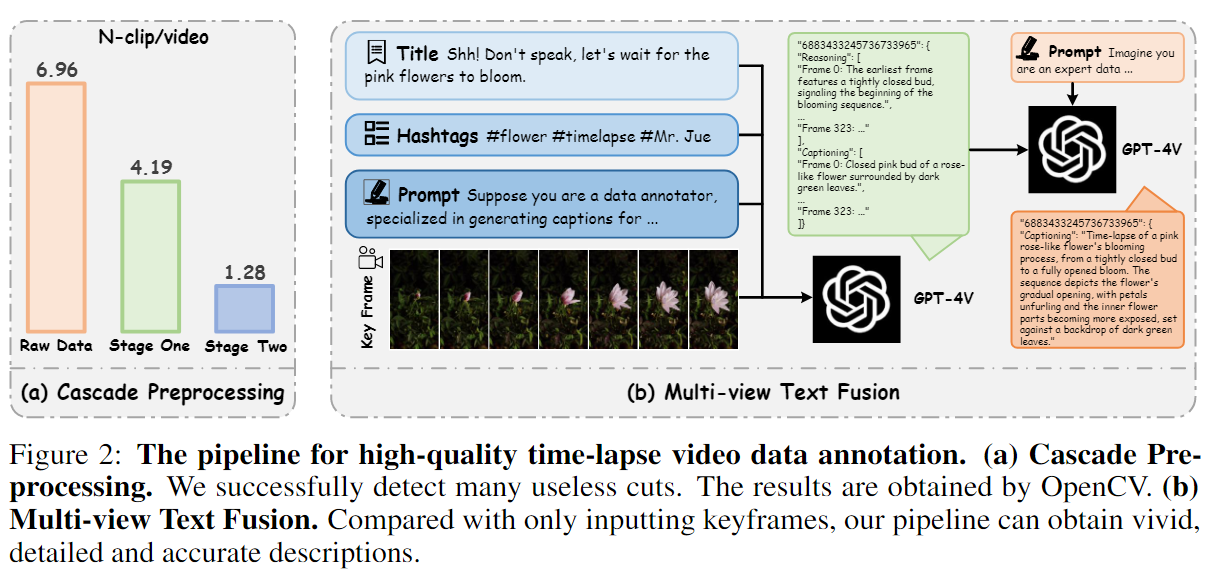 N-clip/video
6.96
4.19
1.28
Raw Data
Stage One
Stage Two
(a) Cascade Preprocessing
Title Shh! Don't speak, let's wait for the
pink flowers to bloom.
Hashtags #flower #timelapse #Mr. Jue
Prompt Suppose you are a data annotator,
specialized in generating captions for ...
Key Frame
GPT-4V
"6883433245736733965": {
"Reasoning": [
"Frame 0: The earliest frame
features a tightly closed bud,
signaling the beginning of the
blooming sequence.",
...
"Frame 323: ..."
],
"Captioning": [
"Frame 0: Closed pink bud of a rose-
like flower surrounded by dark
green leaves.",
...
"Frame 323: ..."
]}
Prompt Imagine you
are an expert data ...
GPT-4V
"6883433245736733965": {
"Captioning": "Time-lapse of a pink
rose-like flower's blooming
process, from a tightly closed bud
to a fully opened bloom. The
sequence depicts the flower's
gradual opening, with petals
unfurling and the inner flower
parts becoming more exposed, set
against a backdrop of dark green
leaves."
(b) Multi-view Text Fusion
Figure 2: The pipeline for high-quality time-lapse video data annotation. (a) Cascade Pre-
processing. We successfully detect many useless cuts. The results are obtained by OpenCV. (b)
Multi-view Text Fusion. Compared with only inputting keyframes, our pipeline can obtain vivid,
detailed and accurate descriptions.